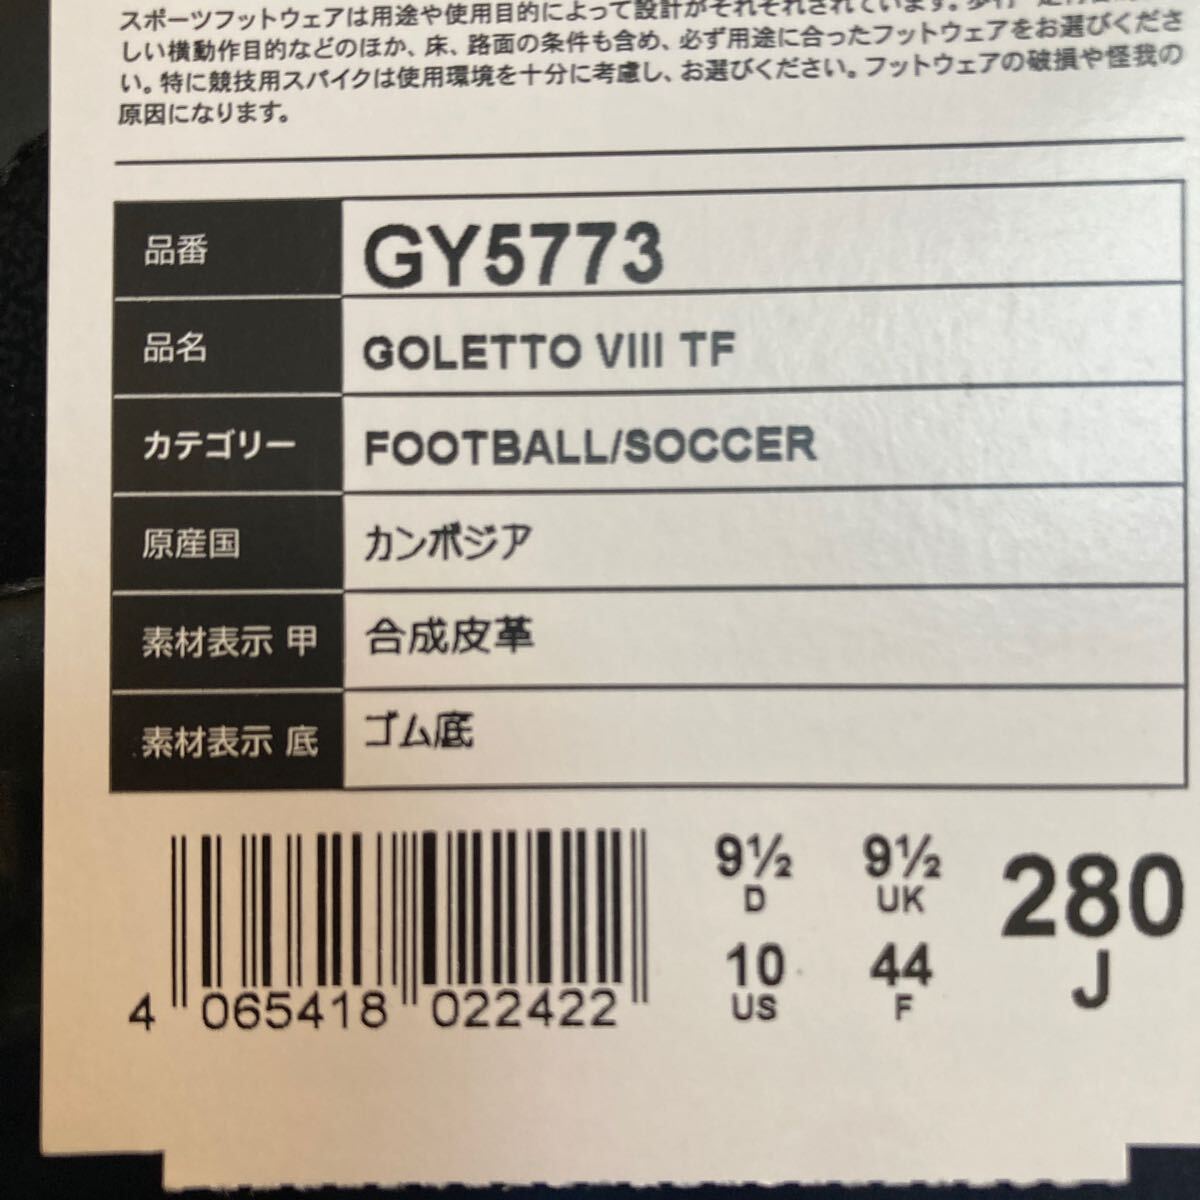 スポーツフットウェアは用途や使用目的によって設計がそれぞれされています。歩行
しい横動作目的などのほか、床、路面の条件も含め、必ず用途に合ったフットウェアをお選びくださ
い。特に競技用スパイクは使用環境を十分に考慮し、お選びください。フットウェアの破損や怪我の
原因になります。
品番 GY5773
品名 GOLETTO VIII TF
カテゴリー FOOTBALL/SOCCER
原産国 カンボジア
素材表示 甲 合成皮革
素材表示 底 ゴム底
9½ 9½ 280
D UK J
10 44
US F
4 065418 022422